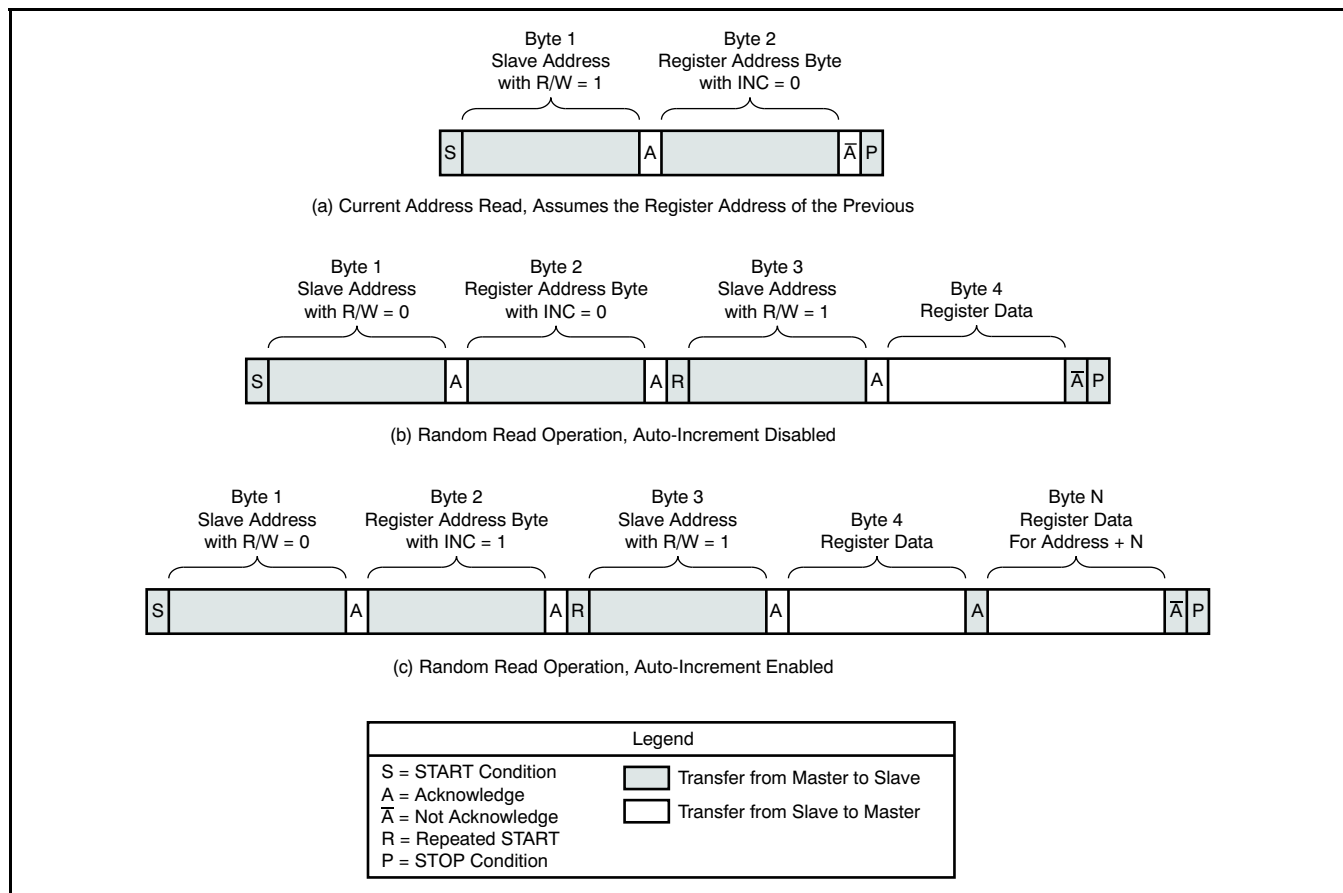 Byte 1
Slave Address
with R/W = 1
Byte 2
Register Address Byte
with INC = 0
S
A
A̅
P
(a) Current Address Read, Assumes the Register Address of the Previous
Byte 1
Slave Address
with R/W = 0
Byte 2
Register Address Byte
with INC = 0
Byte 3
Slave Address
with R/W = 1
Byte 4
Register Data
S
A
A
R
A
A̅
P
(b) Random Read Operation, Auto-Increment Disabled
Byte 1
Slave Address
with R/W = 0
Byte 2
Register Address Byte
with INC = 1
Byte 3
Slave Address
with R/W = 1
Byte 4
Register Data
Byte N
Register Data
For Address + N
S
A
A
R
A
A
A̅
P
(c) Random Read Operation, Auto-Increment Enabled
Legend
S = START Condition
A = Acknowledge
A̅ = Not Acknowledge
R = Repeated START
P = STOP Condition
Transfer from Master to Slave
Transfer from Slave to Master